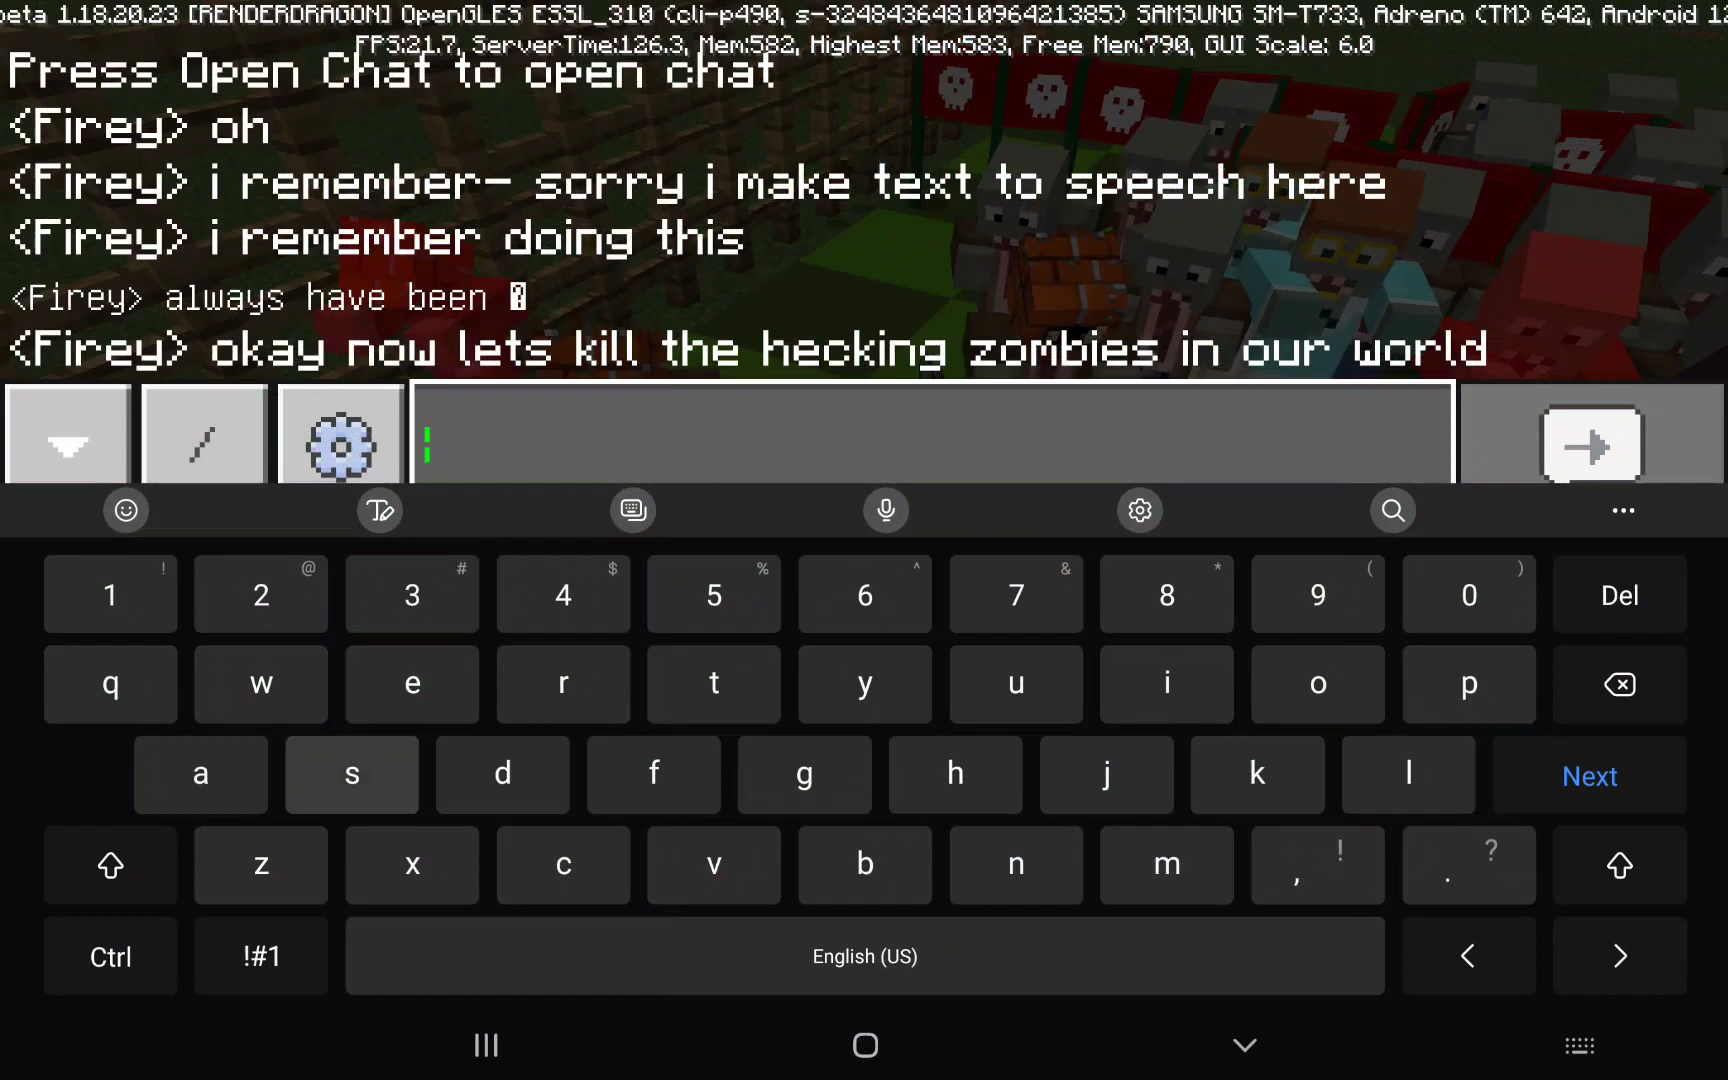 beta 1.18.20.23 [RENDERDRAGON] OpenGLES ESSL_310 (cli-p490, s-3248436481096421385) SAMSUNG SM-T733, Adreno (TM) 642, Android 12
FPS:21.7, ServerTime:126.3, Mem:582, Highest Mem:583, Free Mem:790, GUI Scale: 6.0
Press Open Chat to open chat
<Firey> oh
<Firey> i remember- sorry i make text to speech here
<Firey> i remember doing this
<Firey> always have been
<Firey> okay now lets kill the hecking zombies in our world
/
1 ! 2 @ 3 # 4 $ 5 % 6 ^ 7 & 8 * 9 ( 0 ) Del
q w e r t y u i o p
a s d f g h j k l Next
z x c v b n m , ! . ?
Ctrl !#1 English (US) < >